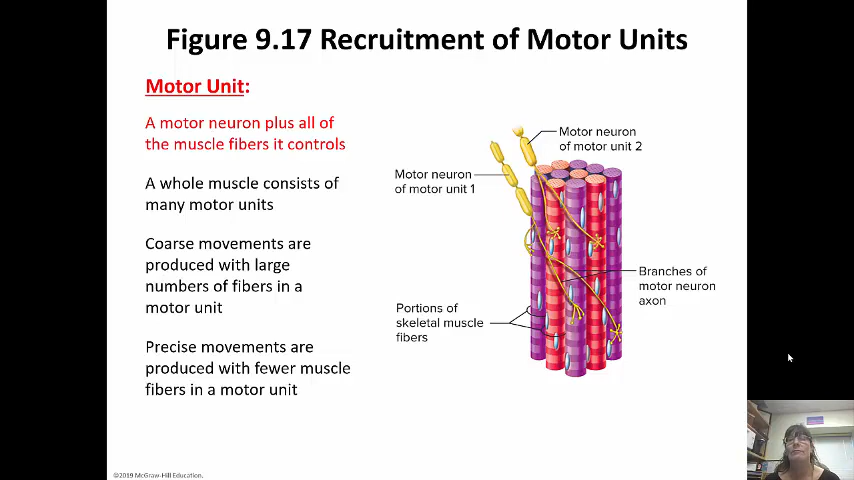 Figure 9.17 Recruitment of Motor Units
Motor Unit:
A motor neuron plus all of
the muscle fibers it controls
A whole muscle consists of
many motor units
Coarse movements are
produced with large
numbers of fibers in a
motor unit
Precise movements are
produced with fewer muscle
fibers in a motor unit
Motor neuron
of motor unit 2
Motor neuron
of motor unit 1
Branches of
motor neuron
axon
Portions of
skeletal muscle
fibers
©2019 McGraw-Hill Education.